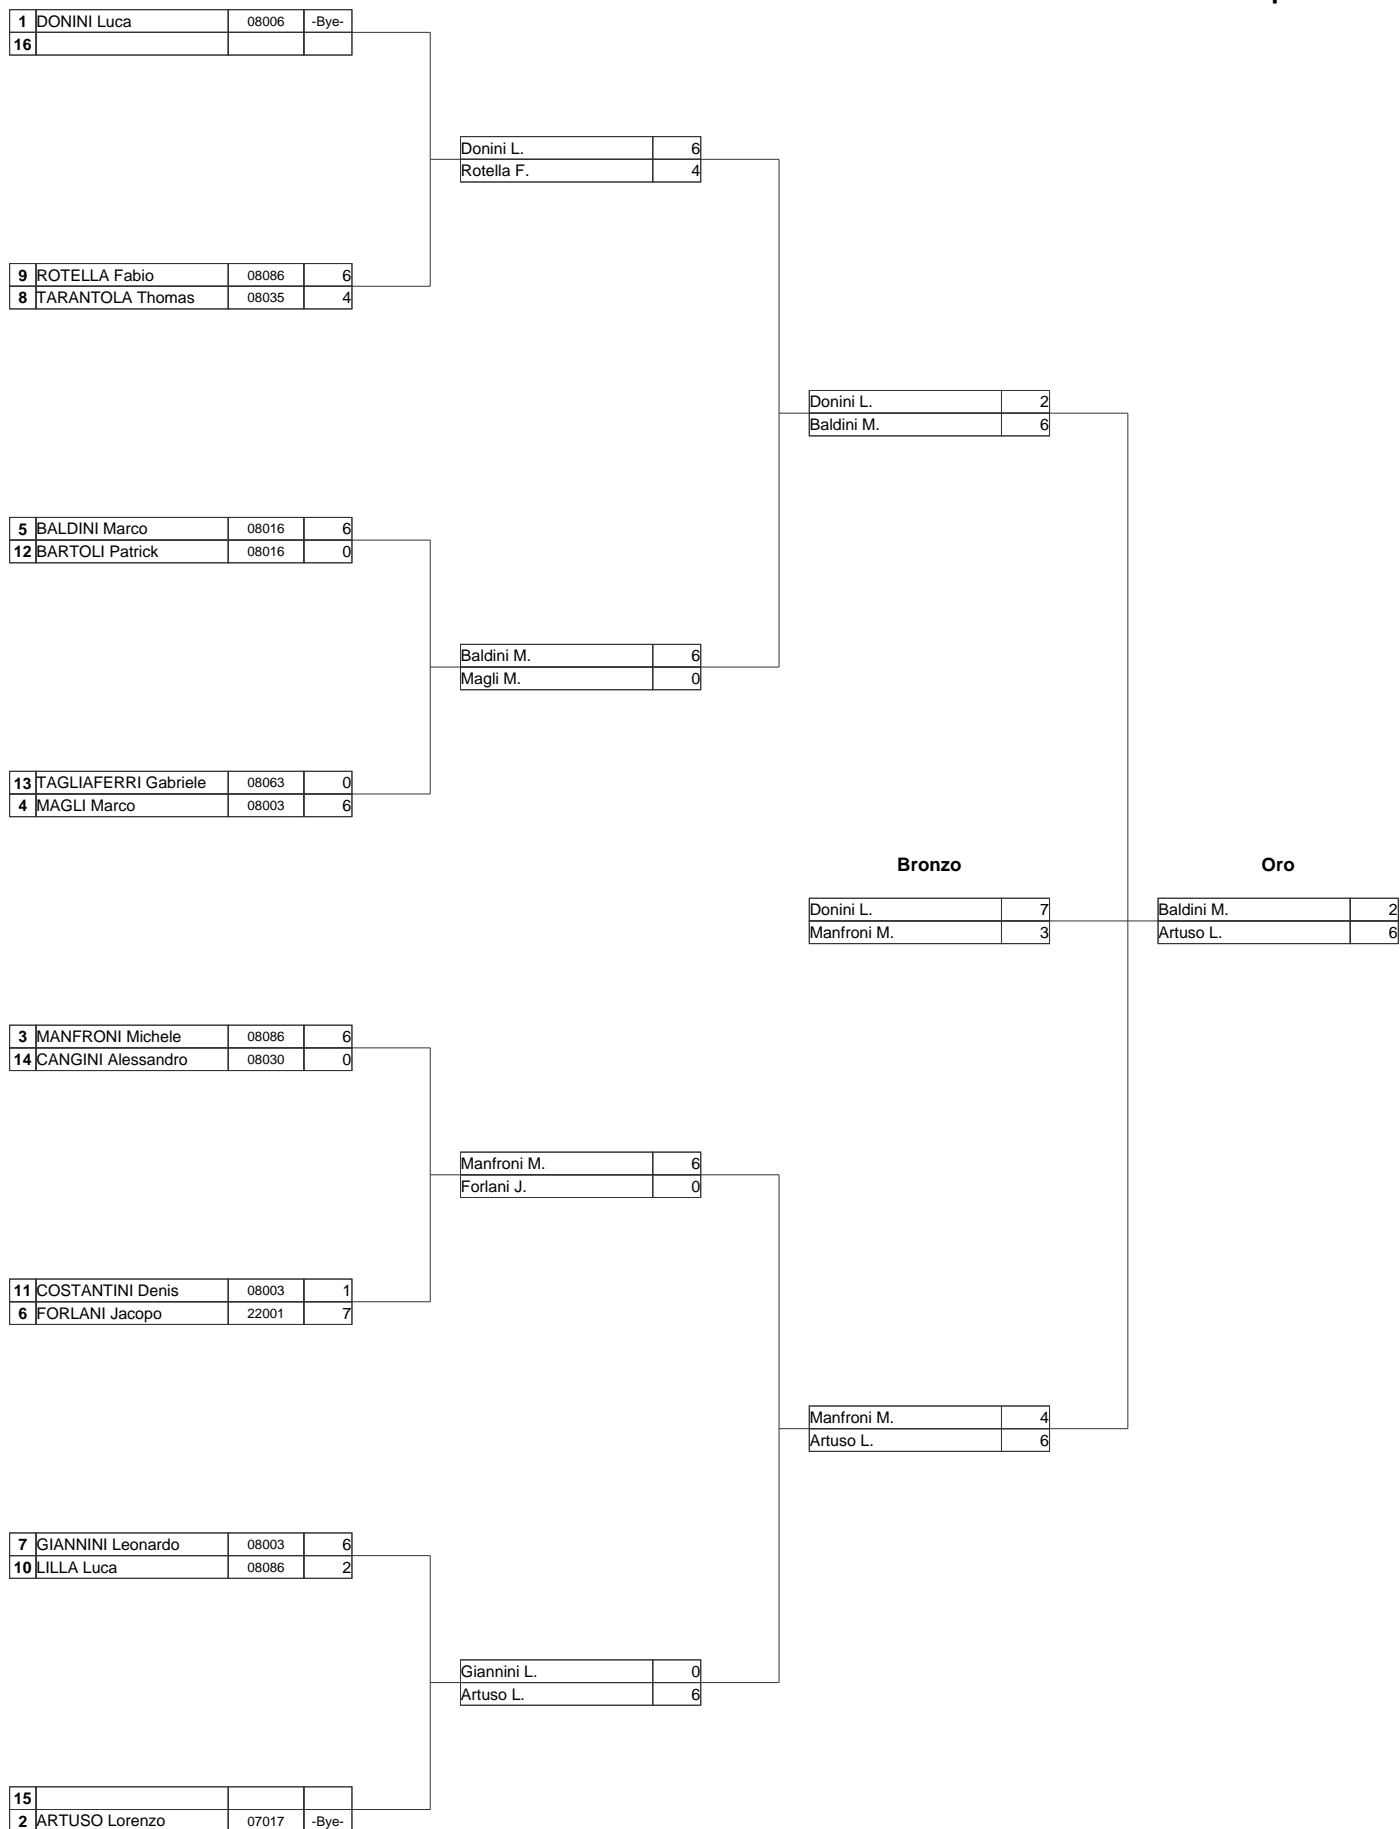 1 DONINI Luca 08006 -Bye-
16
Donini L. 6
Rotella F. 4
9 ROTELLA Fabio 08086 6
8 TARANTOLA Thomas 08035 4
Donini L. 2
Baldini M. 6
5 BALDINI Marco 08016 6
12 BARTOLI Patrick 08016 0
Baldini M. 6
Magli M. 0
13 TAGLIAFERRI Gabriele 08063 0
4 MAGLI Marco 08003 6
Bronzo Oro
Donini L. 7 Baldini M. 2
Manfroni M. 3 Artuso L. 6
3 MANFRONI Michele 08086 6
14 CANGINI Alessandro 08030 0
Manfroni M. 6
Forlani J. 0
11 COSTANTINI Denis 08003 1
6 FORLANI Jacopo 22001 7
Manfroni M. 4
Artuso L. 6
7 GIANNINI Leonardo 08003 6
10 LILLA Luca 08086 2
Giannini L. 0
Artuso L. 6
15
2 ARTUSO Lorenzo 07017 -Bye-